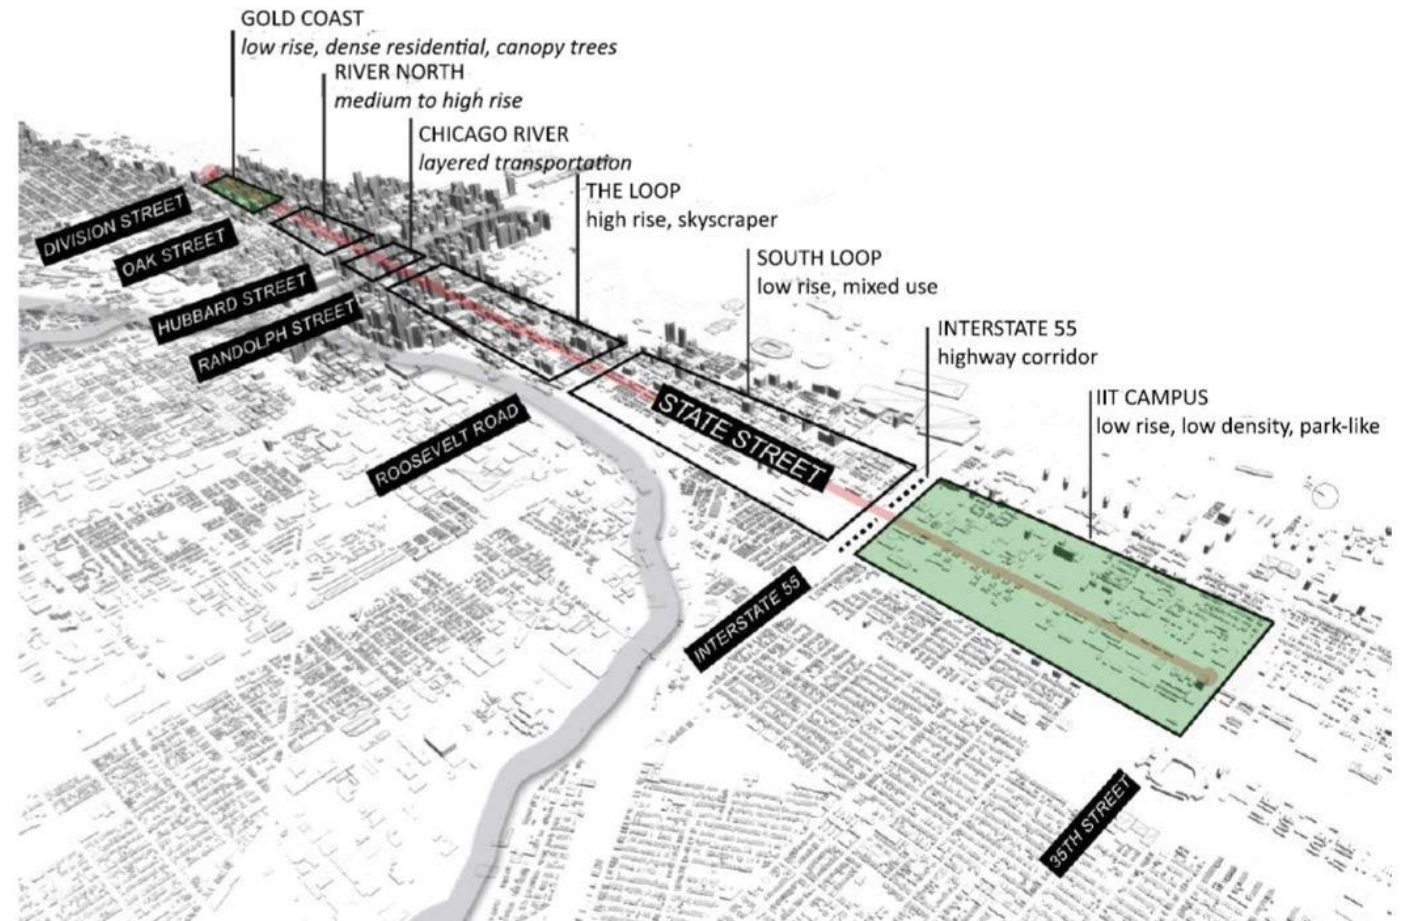 GOLD COAST
low rise, dense residential, canopy trees
RIVER NORTH
medium to high rise
CHICAGO RIVER
layered transportation
THE LOOP
high rise, skyscraper
SOUTH LOOP
low rise, mixed use
INTERSTATE 55
highway corridor
IIT CAMPUS
low rise, low density, park-like
DIVISION STREET
OAK STREET
HUBBARD STREET
RANDOLPH STREET
ROOSEVELT ROAD
STATE STREET
INTERSTATE 55
35TH STREET